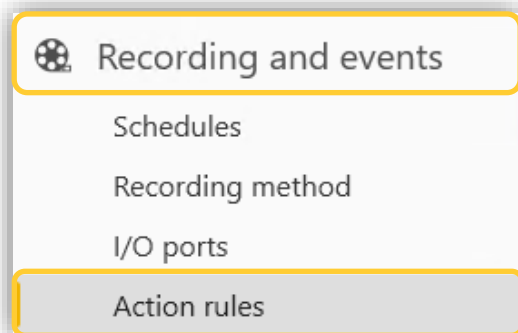 Recording and events
Schedules
Recording method
I/O ports
Action rules